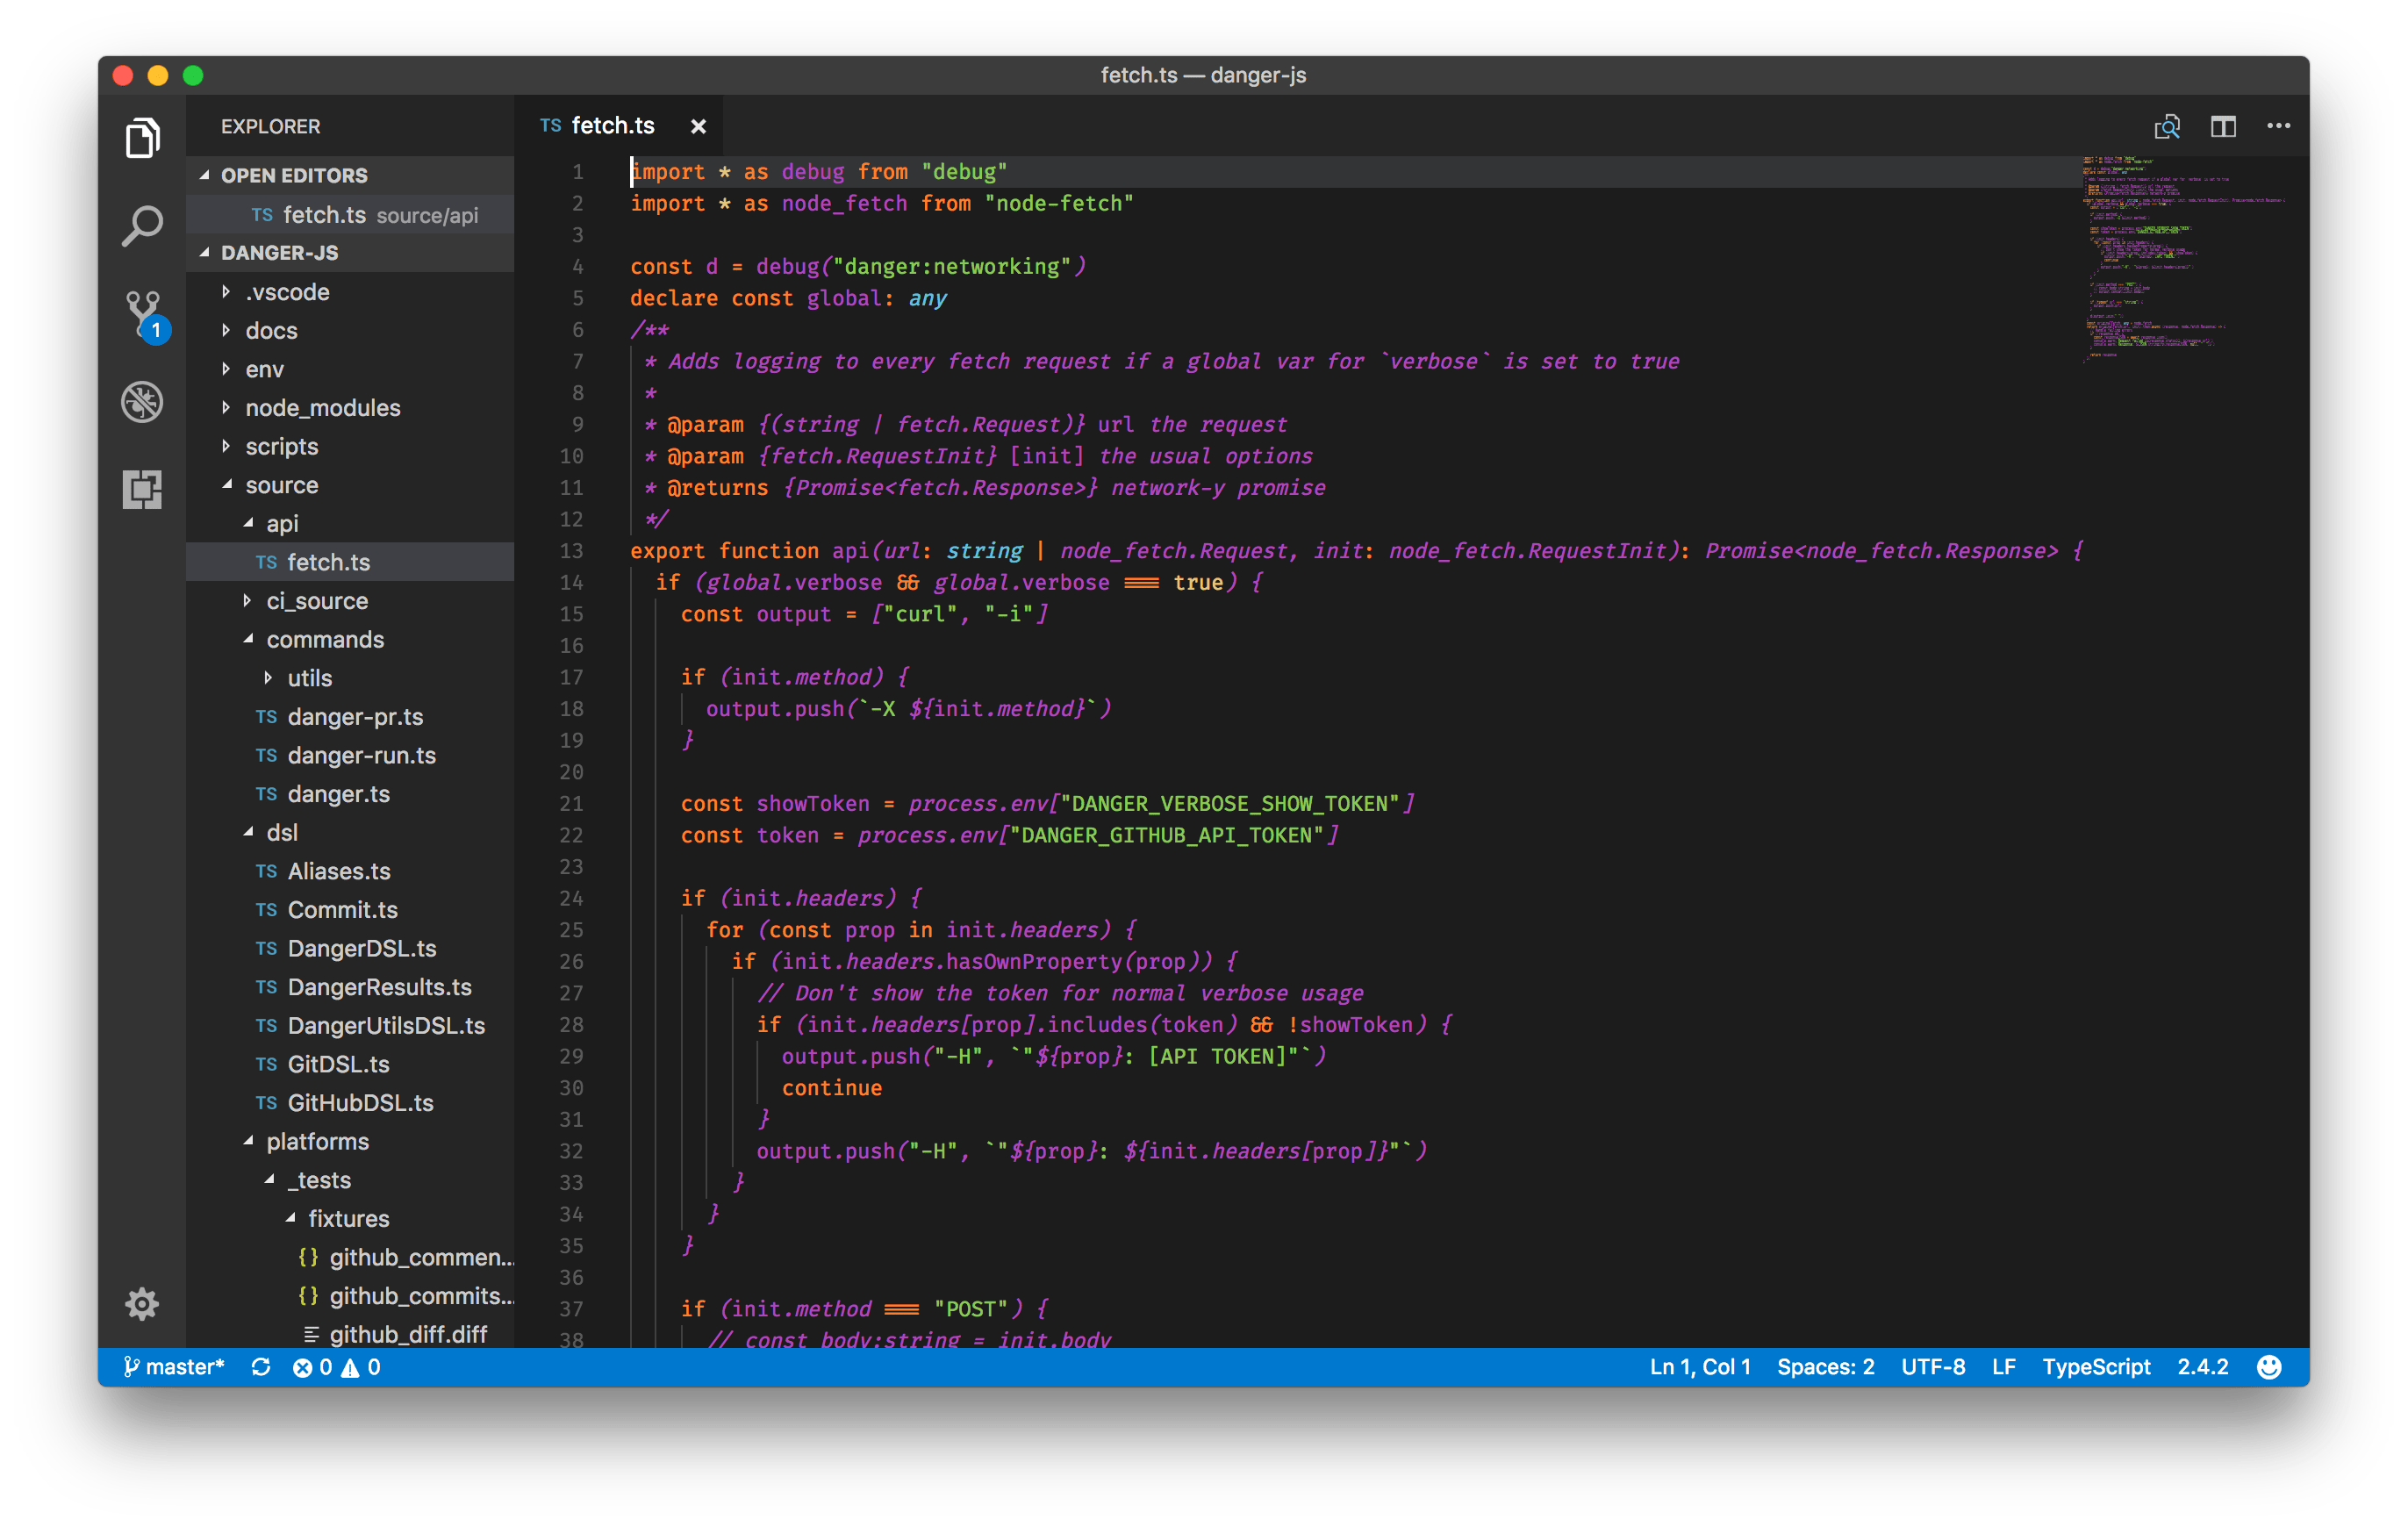 fetch.ts — danger-js
EXPLORER
OPEN EDITORS
TS fetch.ts source/api
DANGER-JS
.vscode
docs
env
node_modules
scripts
source
api
TS fetch.ts
ci_source
commands
utils
TS danger-pr.ts
TS danger-run.ts
TS danger.ts
dsl
TS Aliases.ts
TS Commit.ts
TS DangerDSL.ts
TS DangerResults.ts
TS DangerUtilsDSL.ts
TS GitDSL.ts
TS GitHubDSL.ts
platforms
_tests
fixtures
{} github_commen...
{} github_commits...
github_diff.diff
1
TS fetch.ts ×
1 import * as debug from "debug"
2 import * as node_fetch from "node-fetch"
3
4 const d = debug("danger:networking")
5 declare const global: any
6 /**
7 * Adds logging to every fetch request if a global var for `verbose` is set to true
8 *
9 * @param {(string | fetch.Request)} url the request
10 * @param {fetch.RequestInit} [init] the usual options
11 * @returns {Promise<fetch.Response>} network-y promise
12 */
13 export function api(url: string | node_fetch.Request, init: node_fetch.RequestInit): Promise<node_fetch.Response> {
14 if (global.verbose && global.verbose === true) {
15 const output = ["curl", "-i"]
16
17 if (init.method) {
18 output.push(`-X ${init.method}`)
19 }
20
21 const showToken = process.env["DANGER_VERBOSE_SHOW_TOKEN"]
22 const token = process.env["DANGER_GITHUB_API_TOKEN"]
23
24 if (init.headers) {
25 for (const prop in init.headers) {
26 if (init.headers.hasOwnProperty(prop)) {
27 // Don't show the token for normal verbose usage
28 if (init.headers[prop].includes(token) && !showToken) {
29 output.push("-H", `"${prop}: [API TOKEN]"`)
30 continue
31 }
32 output.push("-H", `"${prop}: ${init.headers[prop]}"`)
33 }
34 }
35 }
36
37 if (init.method === "POST") {
38 // const body:string = init.body
master* 0 0
Ln 1, Col 1 Spaces: 2 UTF-8 LF TypeScript 2.4.2